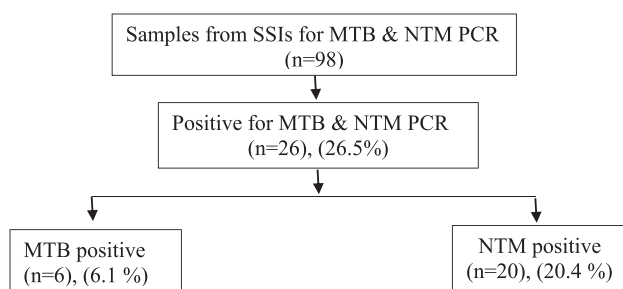 Samples from SSIs for MTB & NTM PCR
(n=98)
Positive for MTB & NTM PCR
(n=26), (26.5%)
MTB positive
(n=6), (6.1 %)
NTM positive
(n=20), (20.4 %)